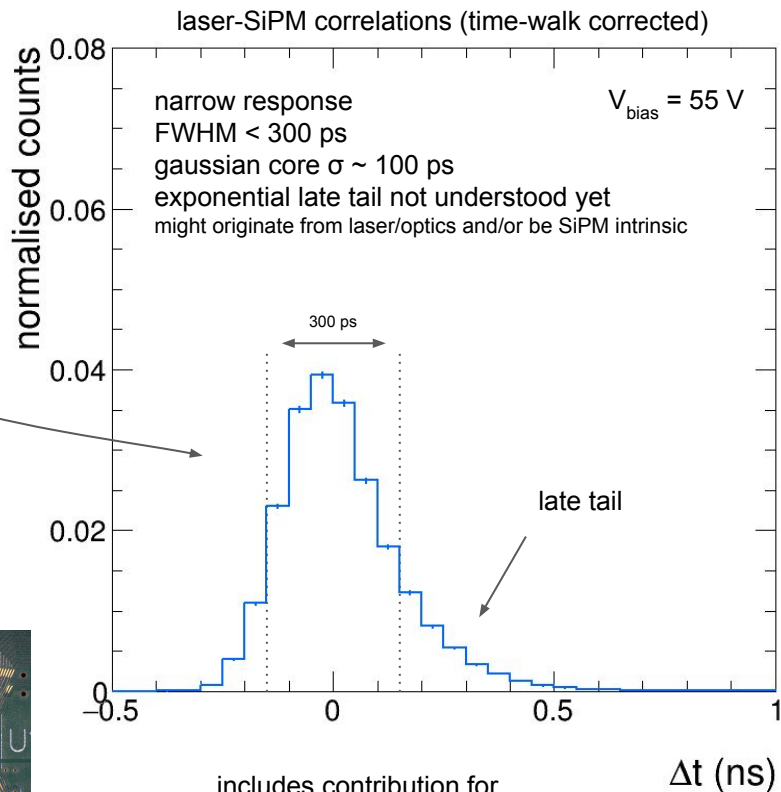 laser-SiPM correlations (time-walk corrected)
normalised counts
0.08
0.06
0.04
0.02
0
narrow response
FWHM < 300 ps
gaussian core σ ~ 100 ps
exponential late tail not understood yet
might originate from laser/optics and/or be SiPM intrinsic
V_bias = 55 V
300 ps
late tail
−0.5
0
0.5
1
Δt (ns)
includes contribution for